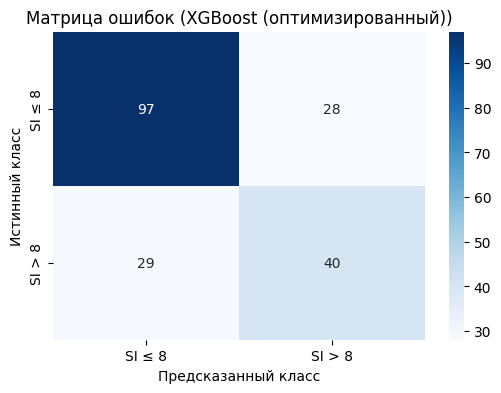 Матрица ошибок (XGBoost (оптимизированный))
Истинный класс
SI ≤ 8
97
28
SI > 8
29
40
SI ≤ 8
SI > 8
Предсказанный класс
90
80
70
60
50
40
30